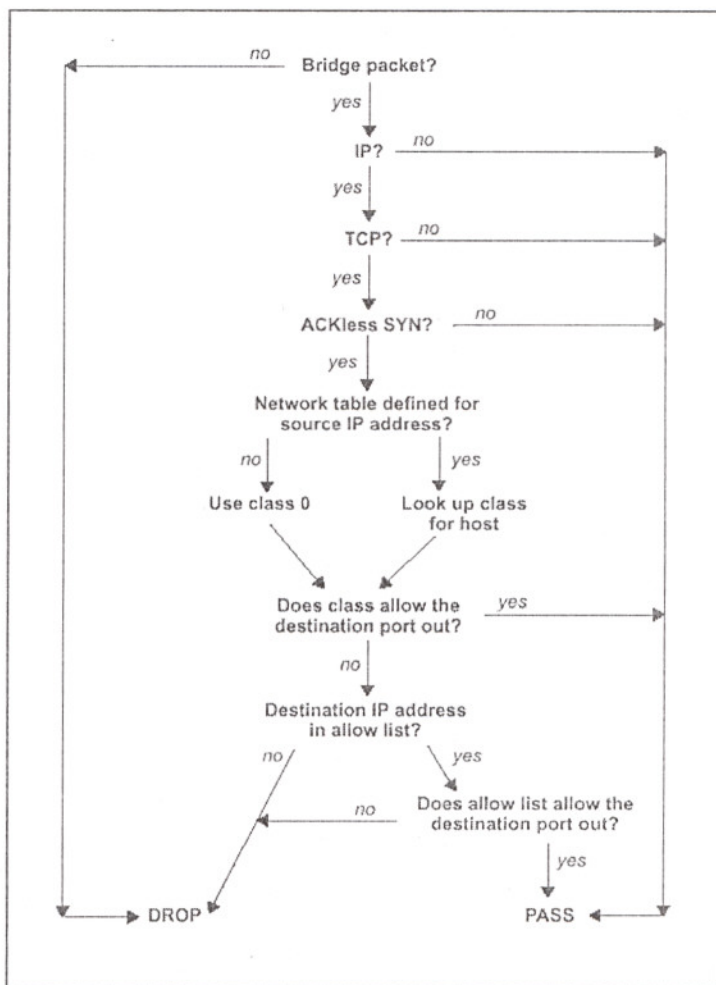 no
Bridge packet?
yes
IP?
no
yes
TCP?
no
yes
ACKless SYN?
no
yes
Network table defined for
source IP address?
no
yes
Use class 0
Look up class
for host
Does class allow the
destination port out?
yes
no
Destination IP address
in allow list?
no
yes
no
Does allow list allow the
destination port out?
yes
DROP
PASS